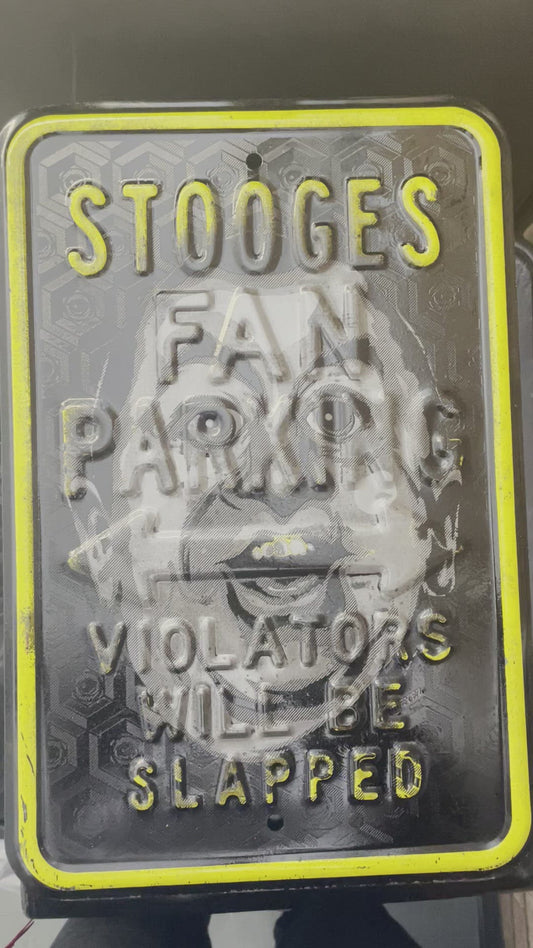 STOOGES
FAN
PARKING
VIOLATORS
WILL BE
SLAPPED